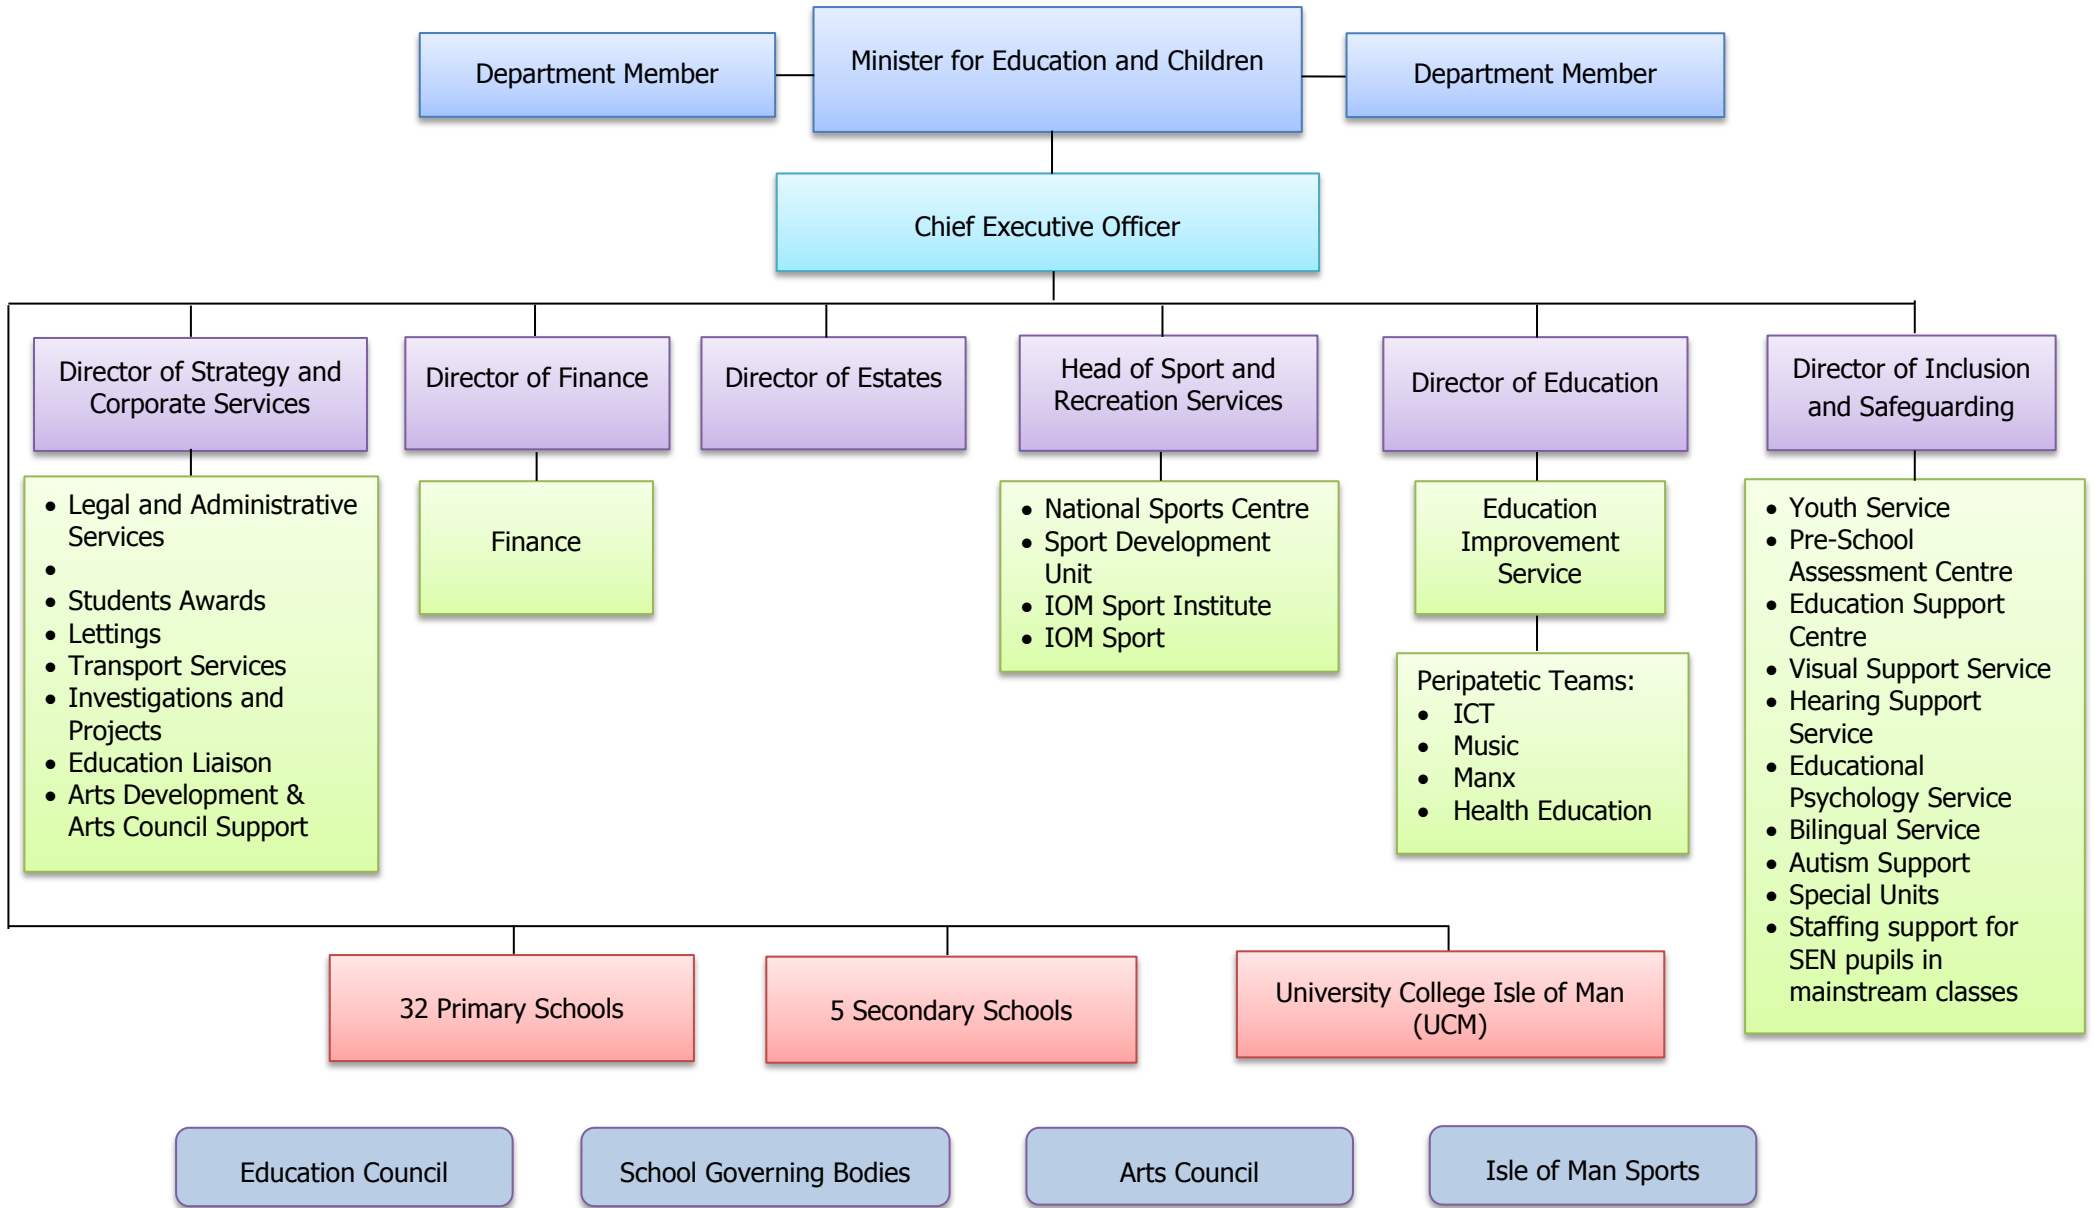 Department Member
Minister for Education and Children
Department Member
Chief Executive Officer
Director of Strategy and
Corporate Services
Director of Finance
Director of Estates
Head of Sport and
Recreation Services
Director of Education
Director of Inclusion
and Safeguarding
• Legal and Administrative
Services
•
• Students Awards
• Lettings
• Transport Services
• Investigations and
Projects
• Education Liaison
• Arts Development &
Arts Council Support
Finance
• National Sports Centre
• Sport Development
Unit
• IOM Sport Institute
• IOM Sport
Education
Improvement
Service
Peripatetic Teams:
• ICT
• Music
• Manx
• Health Education
• Youth Service
• Pre-School
Assessment Centre
• Education Support
Centre
• Visual Support Service
• Hearing Support
Service
• Educational
Psychology Service
• Bilingual Service
• Autism Support
• Special Units
• Staffing support for
SEN pupils in
mainstream classes
32 Primary Schools
5 Secondary Schools
University College Isle of Man
(UCM)
Education Council
School Governing Bodies
Arts Council
Isle of Man Sports